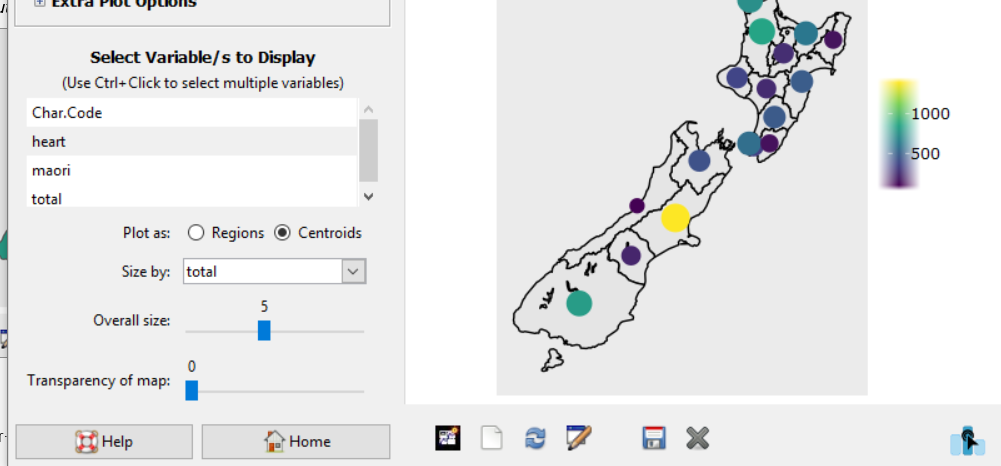 Extra Plot Options
Select Variable/s to Display
(Use Ctrl+Click to select multiple variables)
Char.Code
heart
maori
total
Plot as: Regions Centroids
Size by: total
5
Overall size:
0
Transparency of map:
Help Home
1000
500